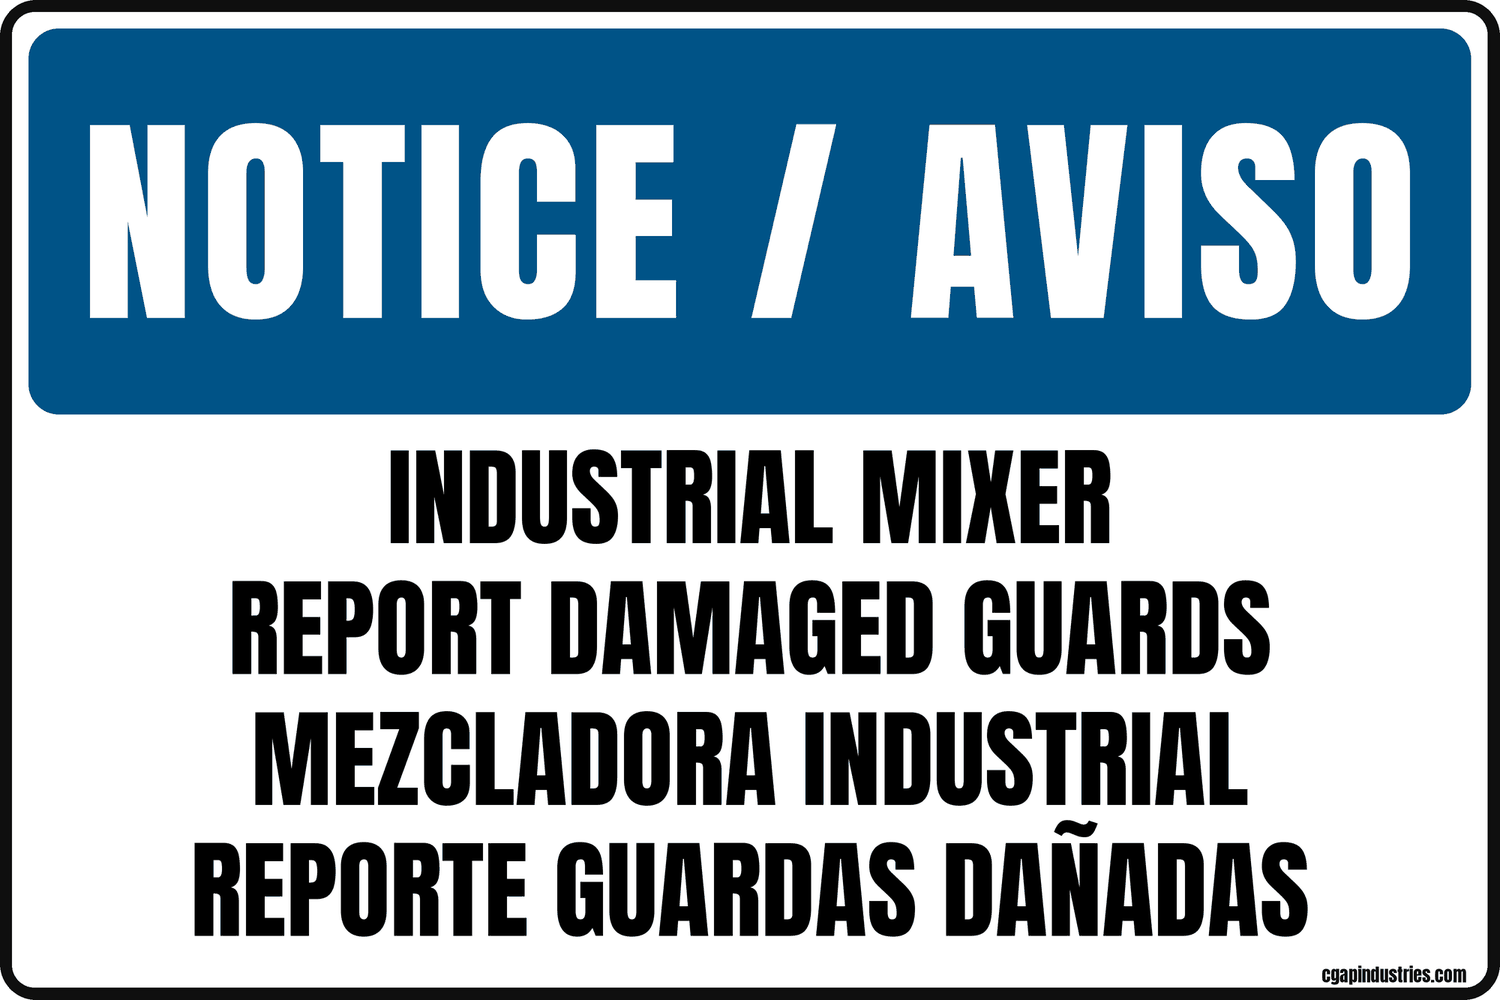 NOTICE / AVISO
INDUSTRIAL MIXER
REPORT DAMAGED GUARDS
MEZCLADORA INDUSTRIAL
REPORTE GUARDAS DAÑADAS
cgapindustries.com